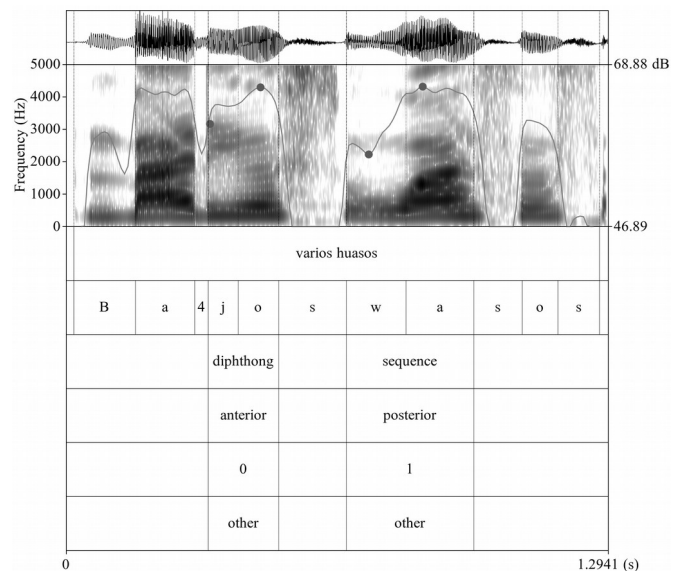 5000
68.88 dB
4000
3000
2000
1000
0
46.89
Frequency (Hz)
varios huasos
B a 4 j o s w a s o s
diphthong sequence
anterior posterior
0 1
other other
0 1.2941 (s)